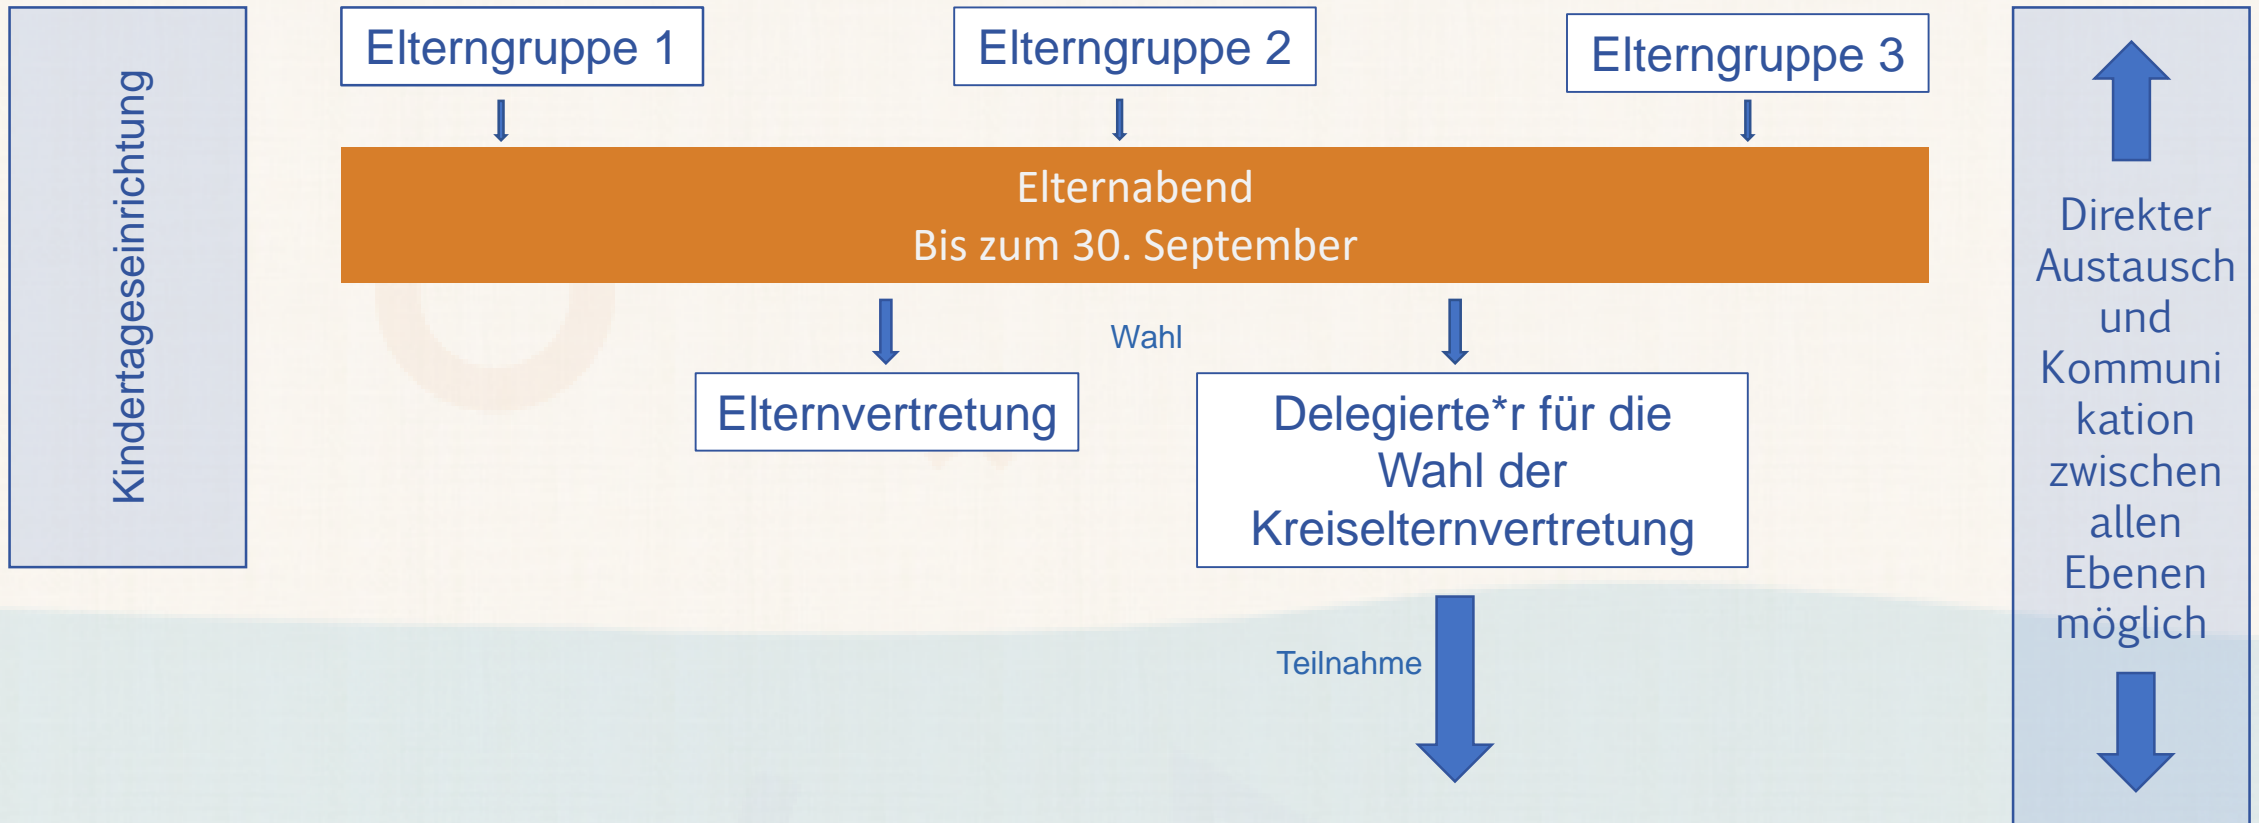 Kindertageseinrichtung
Elterngruppe 1
Elterngruppe 2
Elterngruppe 3
Elternabend
Bis zum 30. September
Wahl
Elternvertretung
Delegierte*r für die
Wahl der
Kreiselternvertretung
Teilnahme
Direkter
Austausch
und
Kommuni
kation
zwischen
allen
Ebenen
möglich